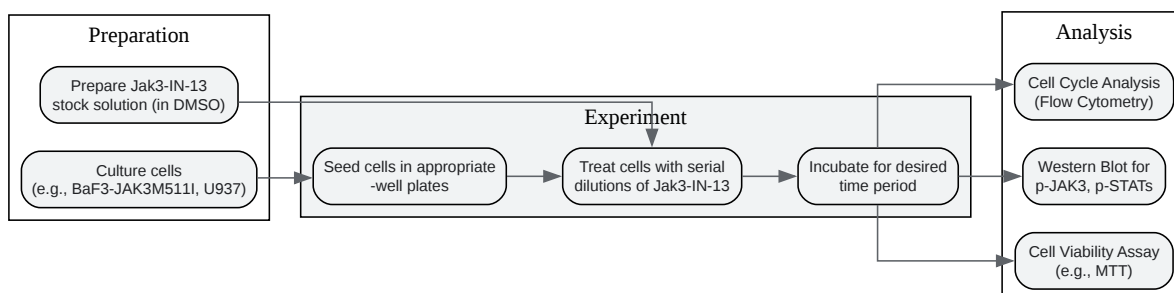 Preparation
Prepare Jak3-IN-13
stock solution (in DMSO)
Culture cells
(e.g., BaF3-JAK3M511I, U937)
Experiment
Seed cells in appropriate
-well plates
Treat cells with serial
dilutions of Jak3-IN-13
Incubate for desired
time period
Analysis
Cell Cycle Analysis
(Flow Cytometry)
Western Blot for
p-JAK3, p-STATs
Cell Viability Assay
(e.g., MTT)